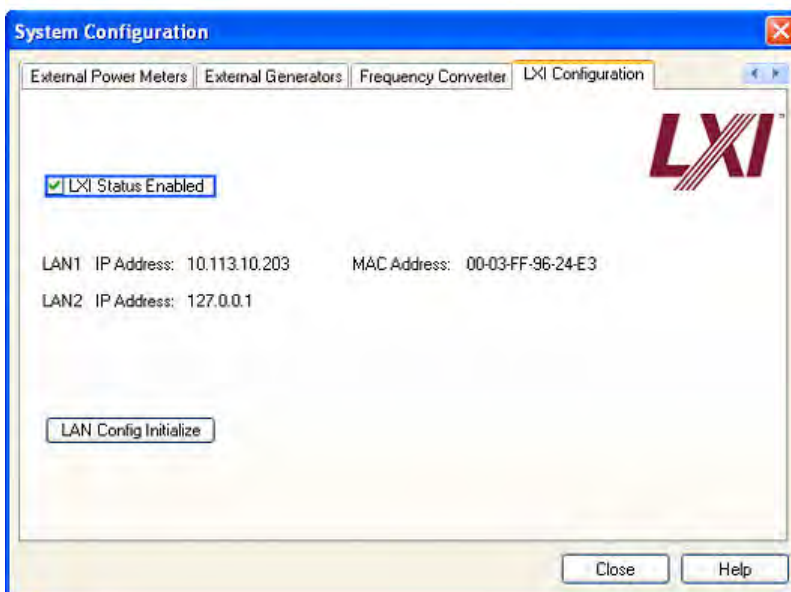 System Configuration
External Power Meters External Generators Frequency Converter LXI Configuration
LXI
LXI Status Enabled
LAN1 IP Address: 10.113.10.203 MAC Address: 00-03-FF-96-24-E3
LAN2 IP Address: 127.0.0.1
LAN Config Initialize
Close Help